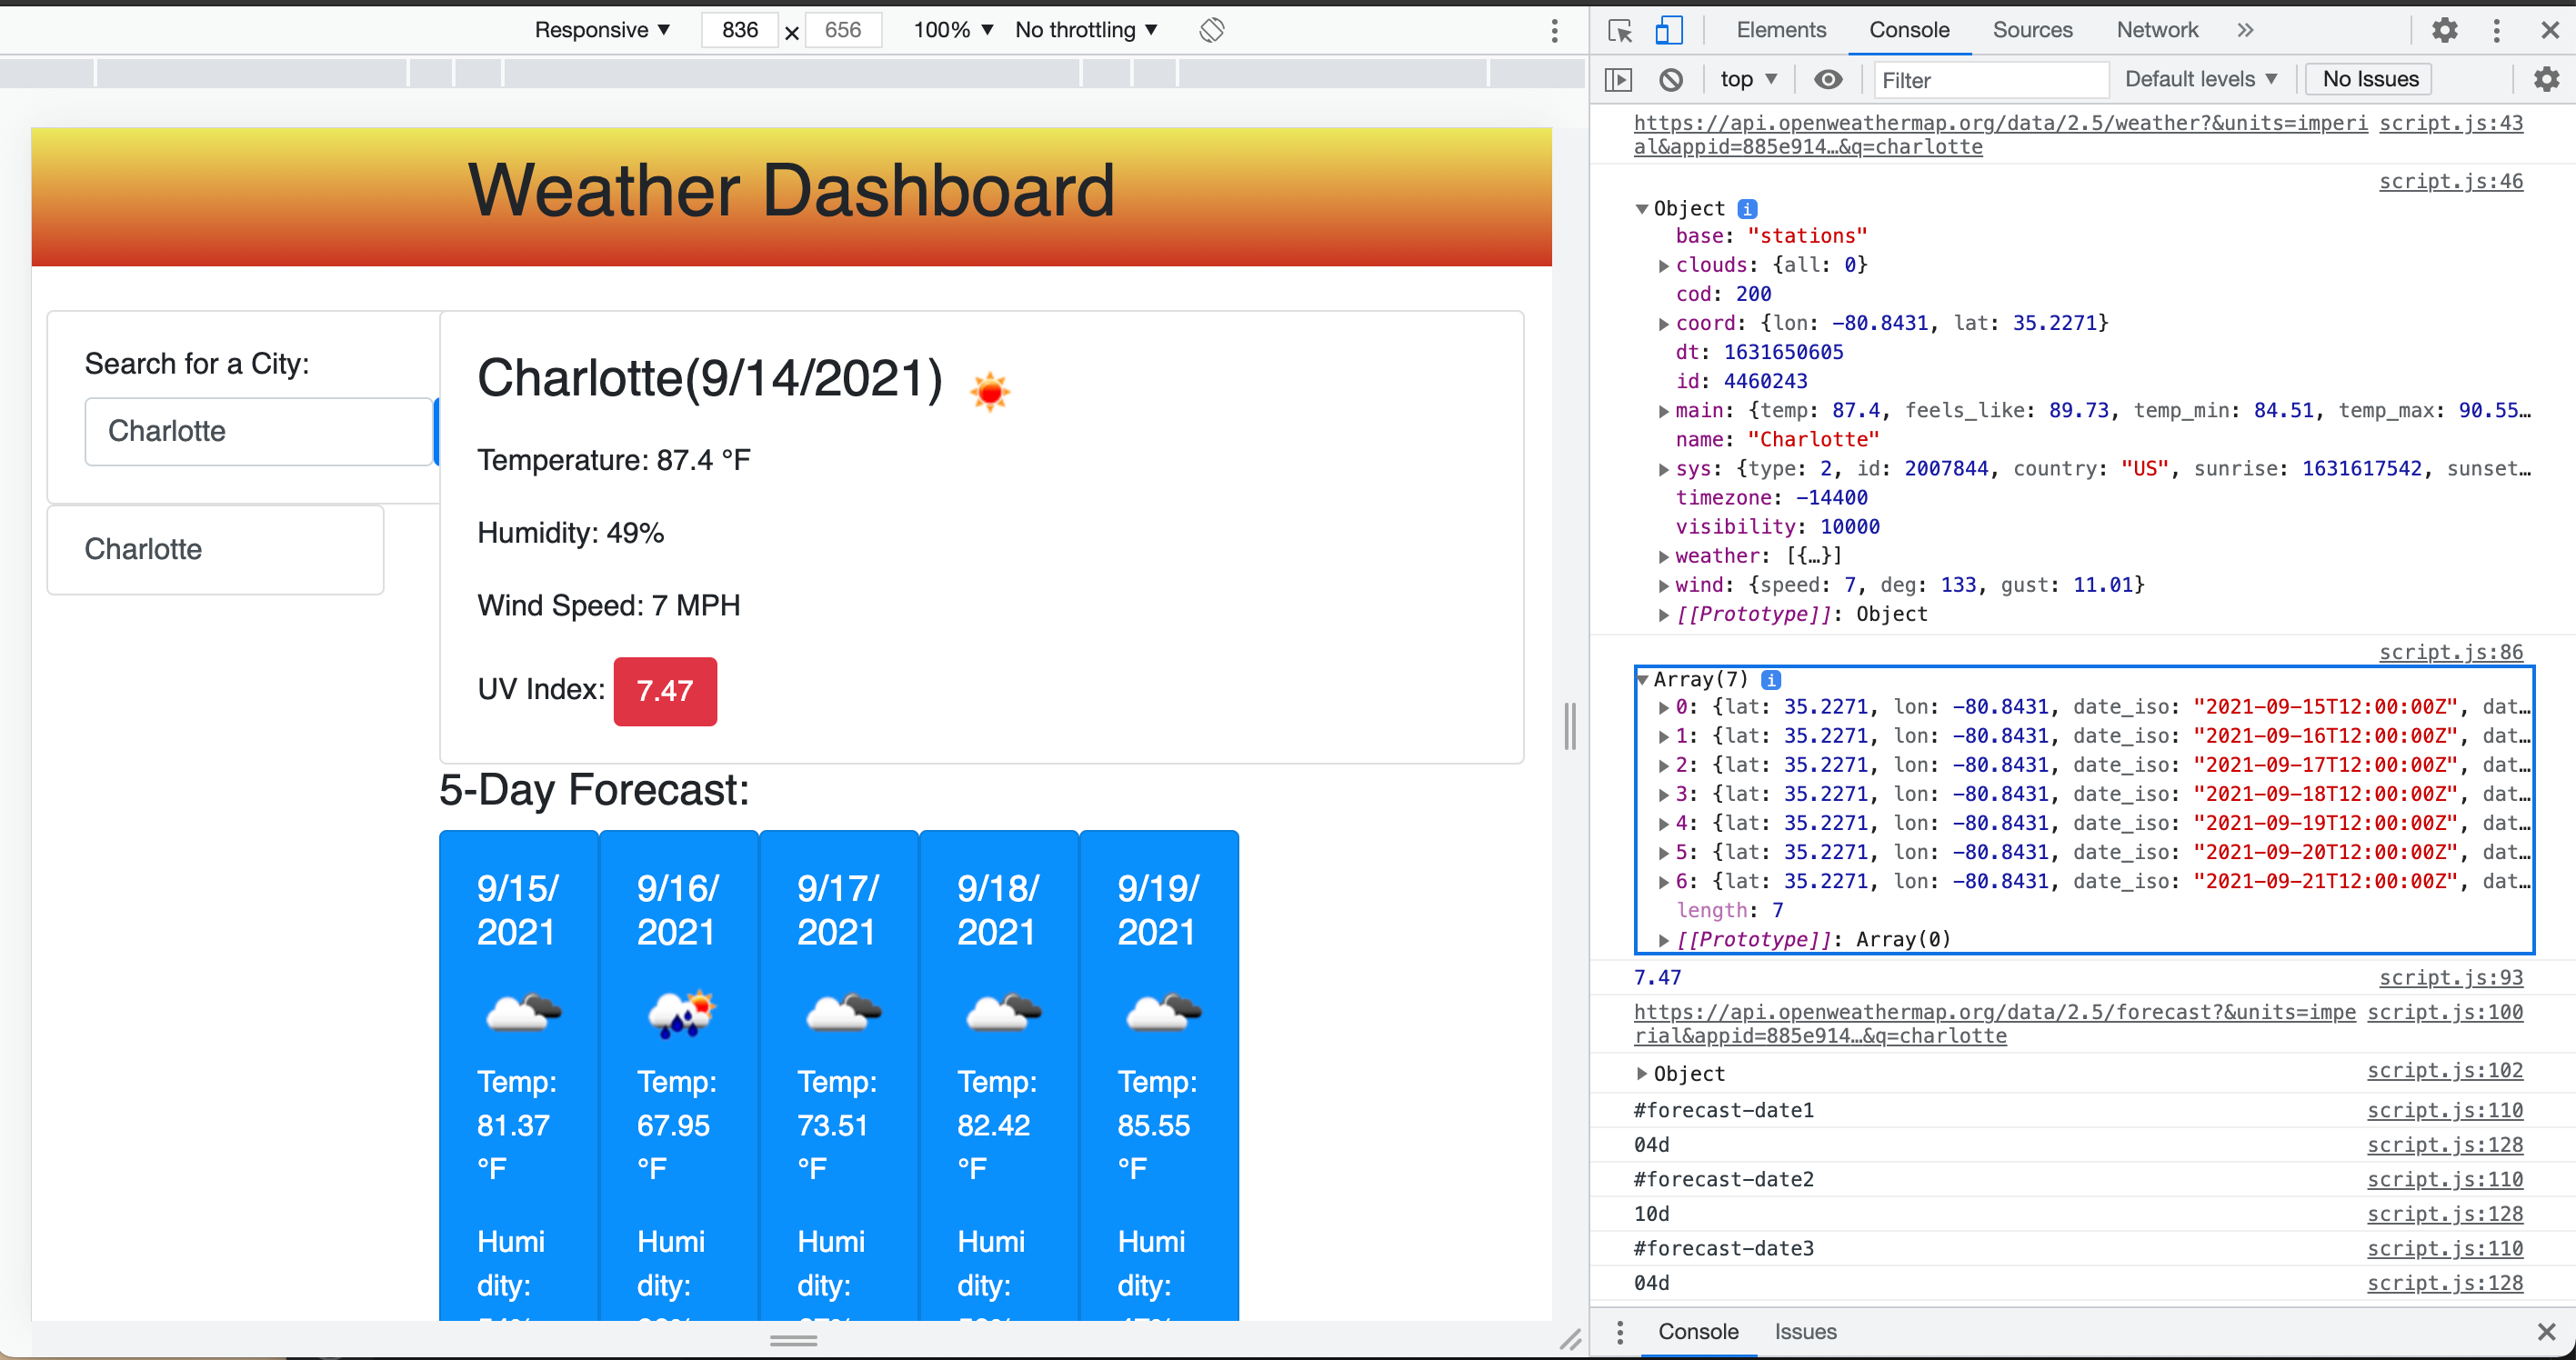 Responsive ▼ 836 × 656 100% ▼ No throttling ▼
Weather Dashboard
Search for a City:
Charlotte
Charlotte
Charlotte(9/14/2021)
Temperature: 87.4 °F
Humidity: 49%
Wind Speed: 7 MPH
UV Index: 7.47
5-Day Forecast:
9/15/ 9/16/ 9/17/ 9/18/ 9/19/
2021 2021 2021 2021 2021
Temp: Temp: Temp: Temp: Temp:
81.37 67.95 73.51 82.42 85.55
°F °F °F °F °F
Humi Humi Humi Humi Humi
dity: dity: dity: dity: dity:
Elements Console Sources Network »
top ▼ Filter Default levels ▼ No Issues
https://api.openweathermap.org/data/2.5/weather?&units=imperi script.js:43
al&appid=885e914…&q=charlotte
script.js:46
Object i
base: "stations"
clouds: {all: 0}
cod: 200
coord: {lon: -80.8431, lat: 35.2271}
dt: 1631650605
id: 4460243
main: {temp: 87.4, feels_like: 89.73, temp_min: 84.51, temp_max: 90.55…
name: "Charlotte"
sys: {type: 2, id: 2007844, country: "US", sunrise: 1631617542, sunset…
timezone: -14400
visibility: 10000
weather: [{…}]
wind: {speed: 7, deg: 133, gust: 11.01}
[[Prototype]]: Object
script.js:86
Array(7) i
0: {lat: 35.2271, lon: -80.8431, date_iso: "2021-09-15T12:00:00Z", dat…
1: {lat: 35.2271, lon: -80.8431, date_iso: "2021-09-16T12:00:00Z", dat…
2: {lat: 35.2271, lon: -80.8431, date_iso: "2021-09-17T12:00:00Z", dat…
3: {lat: 35.2271, lon: -80.8431, date_iso: "2021-09-18T12:00:00Z", dat…
4: {lat: 35.2271, lon: -80.8431, date_iso: "2021-09-19T12:00:00Z", dat…
5: {lat: 35.2271, lon: -80.8431, date_iso: "2021-09-20T12:00:00Z", dat…
6: {lat: 35.2271, lon: -80.8431, date_iso: "2021-09-21T12:00:00Z", dat…
length: 7
[[Prototype]]: Array(0)
7.47 script.js:93
https://api.openweathermap.org/data/2.5/forecast?&units=impe script.js:100
rial&appid=885e914…&q=charlotte
Object script.js:102
#forecast-date1 script.js:110
04d script.js:128
#forecast-date2 script.js:110
10d script.js:128
#forecast-date3 script.js:110
04d script.js:128
Console Issues